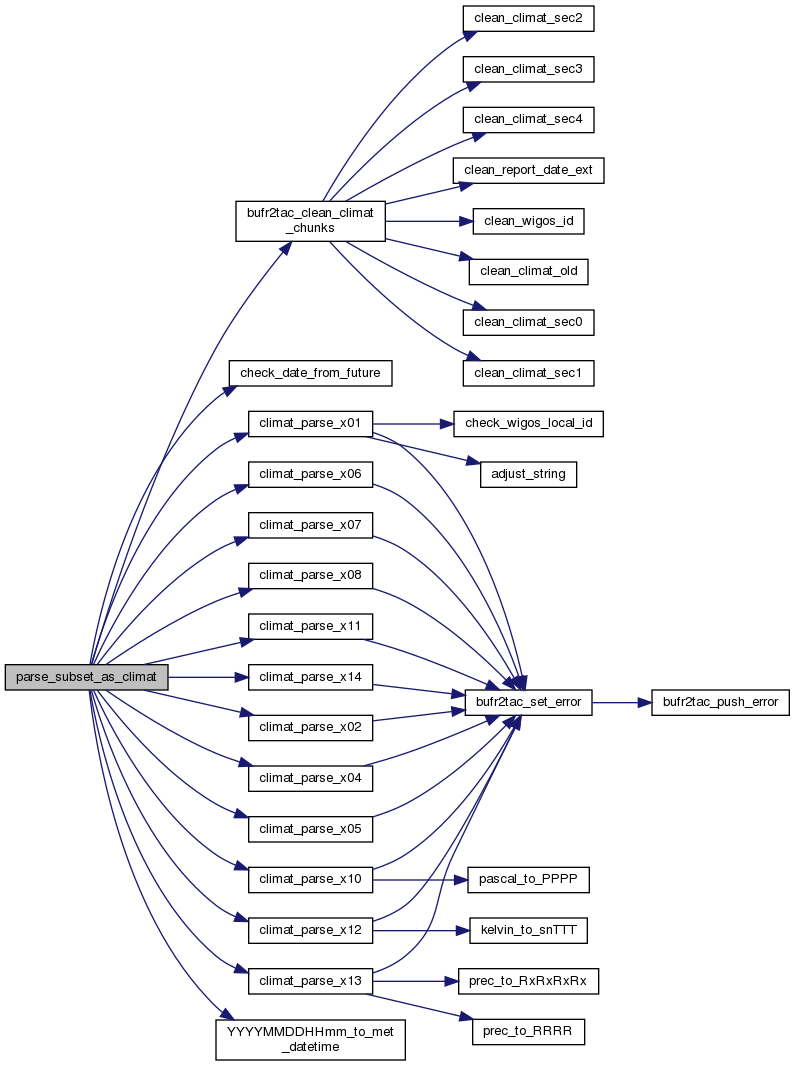 clean_climat_sec2
clean_climat_sec3
clean_climat_sec4
clean_report_date_ext
bufr2tac_clean_climat
_chunks
clean_wigos_id
clean_climat_old
clean_climat_sec0
clean_climat_sec1
check_date_from_future
climat_parse_x01
check_wigos_local_id
climat_parse_x06
adjust_string
climat_parse_x07
climat_parse_x08
climat_parse_x11
parse_subset_as_climat
climat_parse_x14
bufr2tac_set_error
bufr2tac_push_error
climat_parse_x02
climat_parse_x04
climat_parse_x05
climat_parse_x10
pascal_to_PPPP
climat_parse_x12
kelvin_to_snTTT
climat_parse_x13
prec_to_RxRxRxRx
prec_to_RRRR
YYYYMMDDHHmm_to_met
_datetime